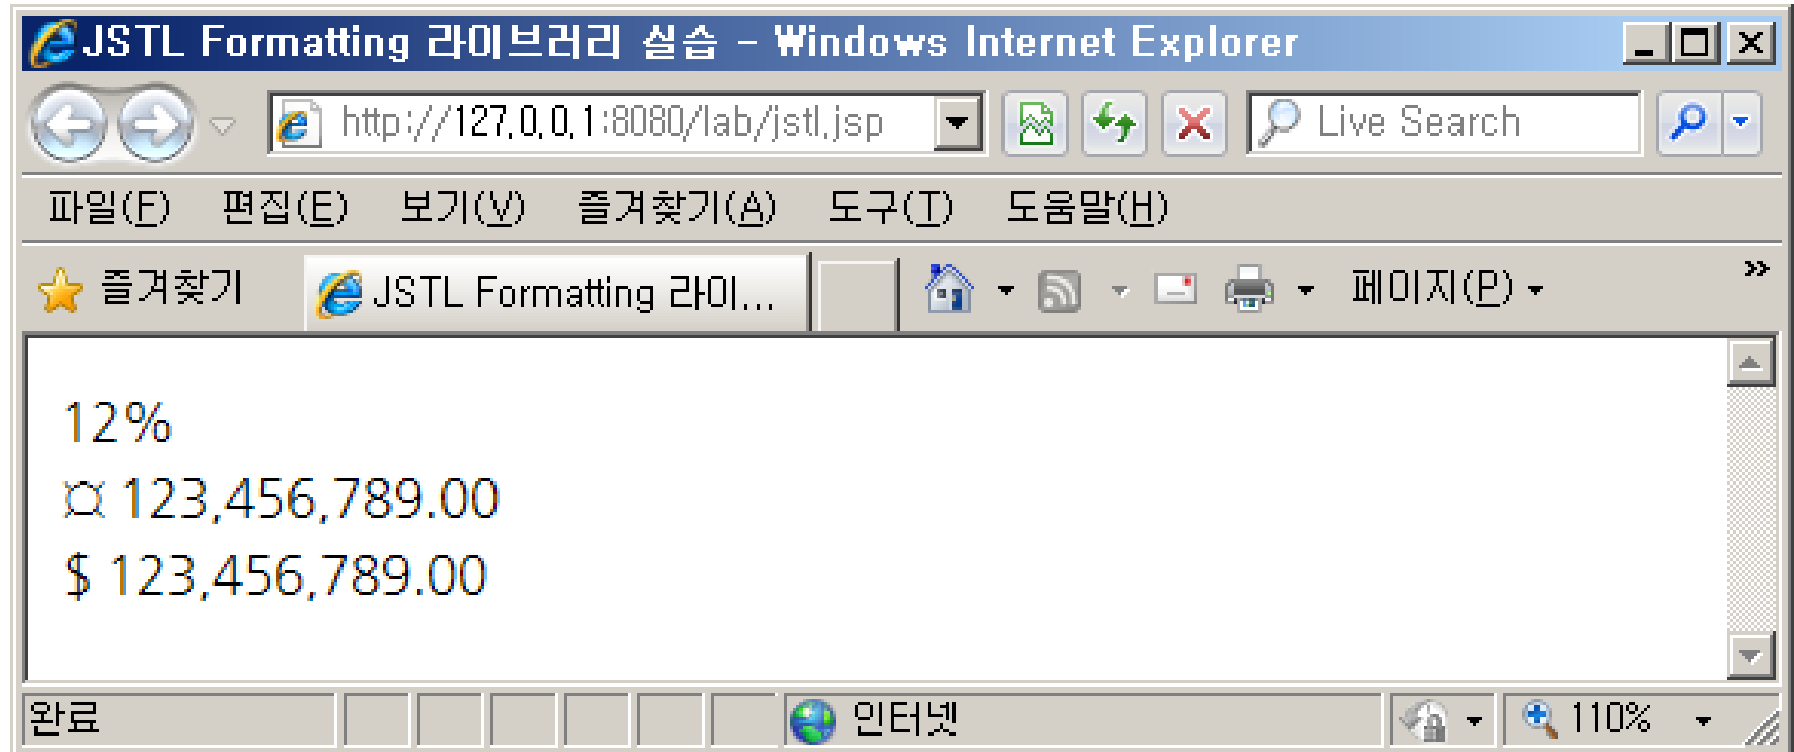 JSTL Formatting 라이브러리 실습 - Windows Internet Explorer
http://127.0.0.1:8080/lab/jstl.jsp Live Search
파일(F) 편집(E) 보기(V) 즐겨찾기(A) 도구(T) 도움말(H)
즐겨찾기 JSTL Formatting 라이... 페이지(P) »
12%
¤ 123,456,789.00
$ 123,456,789.00
완료 인터넷 110%